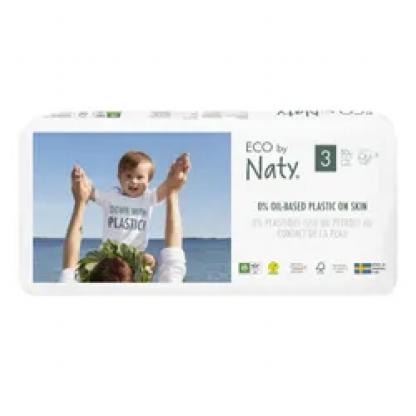 ECO by
Naty.
3
DOWN WITH
PLASTIC!
0% OIL-BASED PLASTIC ON SKIN
0% PLASTIQUE ISSU DU PÉTROLE AU
CONTACT DE LA PEAU
FSC